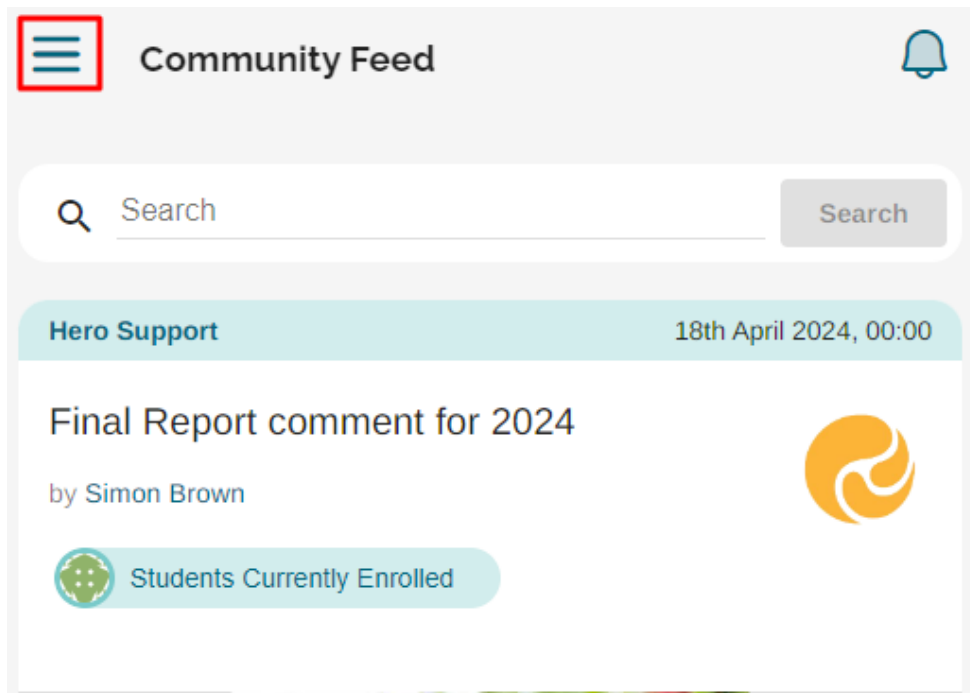 Community Feed
Search
Search
Hero Support
18th April 2024, 00:00
Final Report comment for 2024
by Simon Brown
Students Currently Enrolled